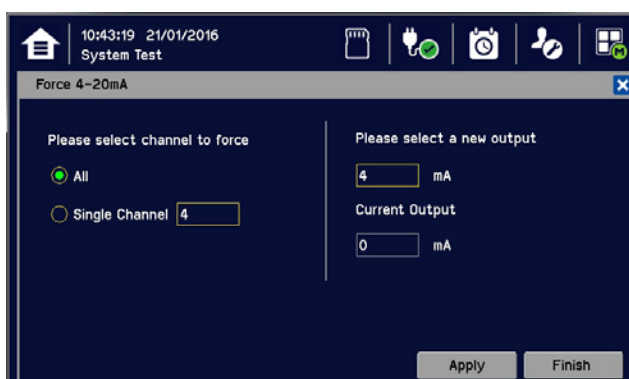 10:43:19 21/01/2016
System Test
M
Force 4-20mA
Please select channel to force
All
Single Channel 4
Please select a new output
4 mA
Current Output
0 mA
Apply
Finish